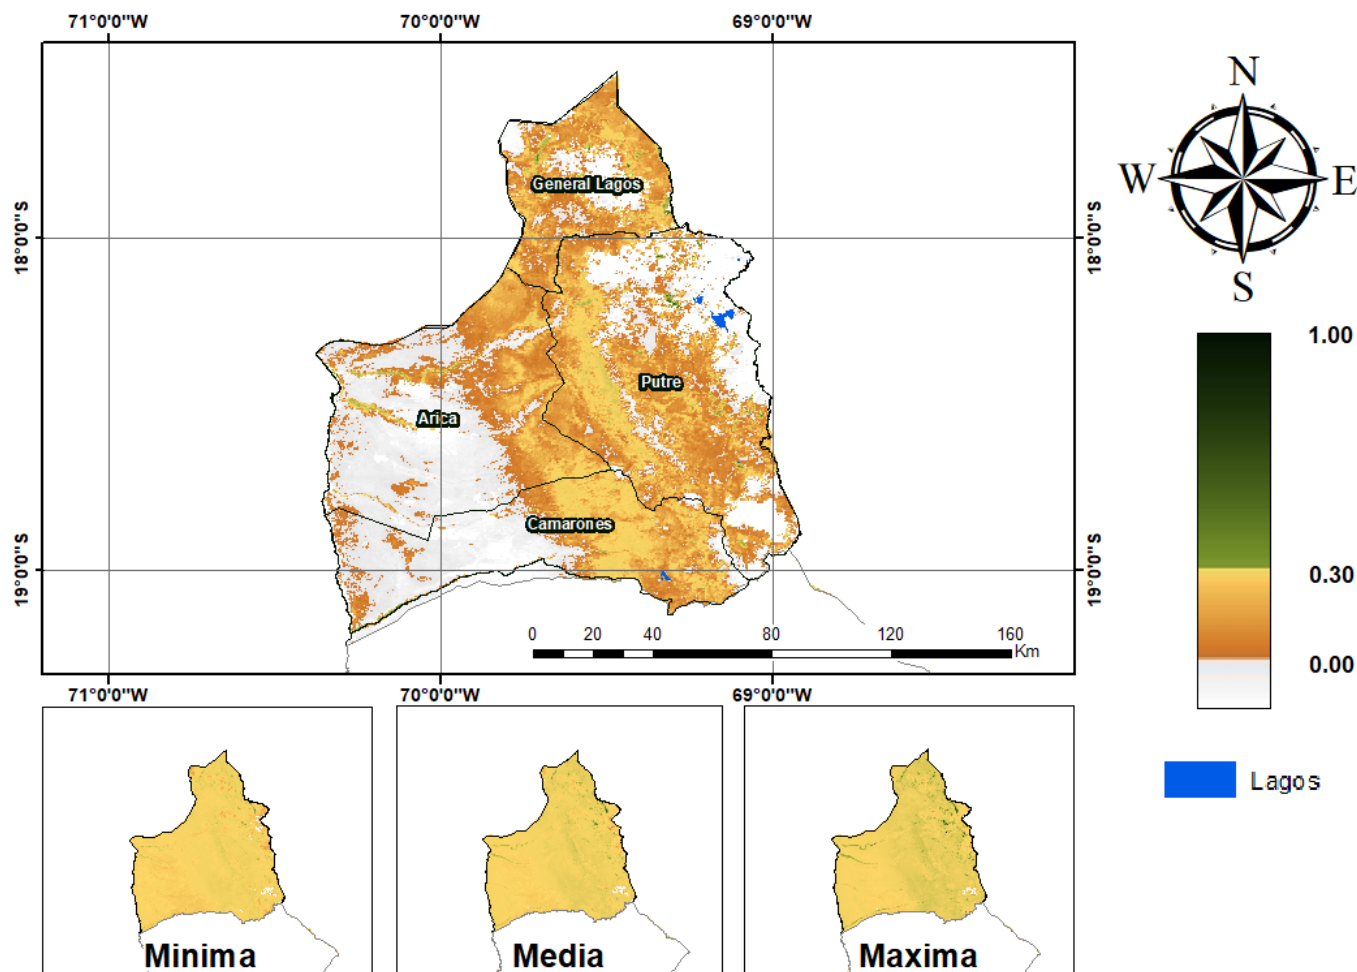 71°0'0"W 70°0'0"W 69°0'0"W
N
W E
S
18°0'0"S 18°0'0"S
19°0'0"S 19°0'0"S
General Lagos
Putre
Arica
Camarones
0 20 40 80 120 160
Km
71°0'0"W 70°0'0"W 69°0'0"W
1.00
0.30
0.00
Lagos
Minima Media Maxima